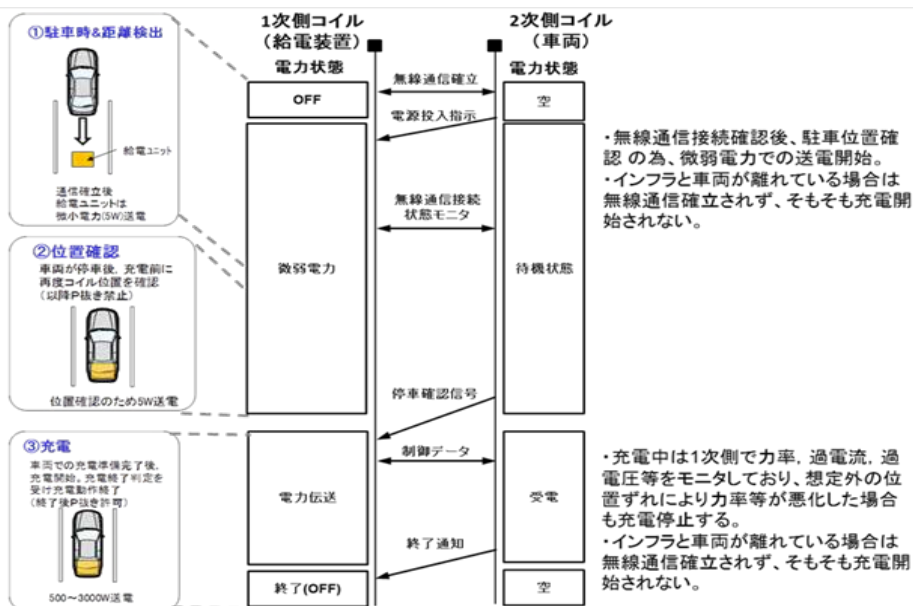 ①駐車時&距離検出
給電ユニット
通信確立後
給電ユニットは
微小電力(5W)送電
②位置確認
車両が停車後、充電前に
再度コイル位置を確認
(以降P抜き禁止)
位置確認のため5W送電
③充電
車両での充電準備完了後、
充電開始。充電終了判定を
受け充電動作終了
(終了後P抜き許可)
500～3000W送電
1次側コイル
(給電装置)
電力状態
OFF
微弱電力
電力伝送
終了(OFF)
無線通信確立
電源投入指示
無線通信接続
状態モニタ
停車確認信号
制御データ
終了通知
2次側コイル
(車両)
電力状態
空
待機状態
受電
空
・無線通信接続確認後、駐車位置確
認 の為、微弱電力での送電開始。
・インフラと車両が離れている場合は
無線通信確立されず、そもそも充電開
始されない。
・充電中は1次側で力率, 過電流, 過
電圧等をモニタしており、想定外の位
置ずれにより力率等が悪化した場合
も充電停止する。
・インフラと車両が離れている場合は
無線通信確立されず、そもそも充電開
始されない。